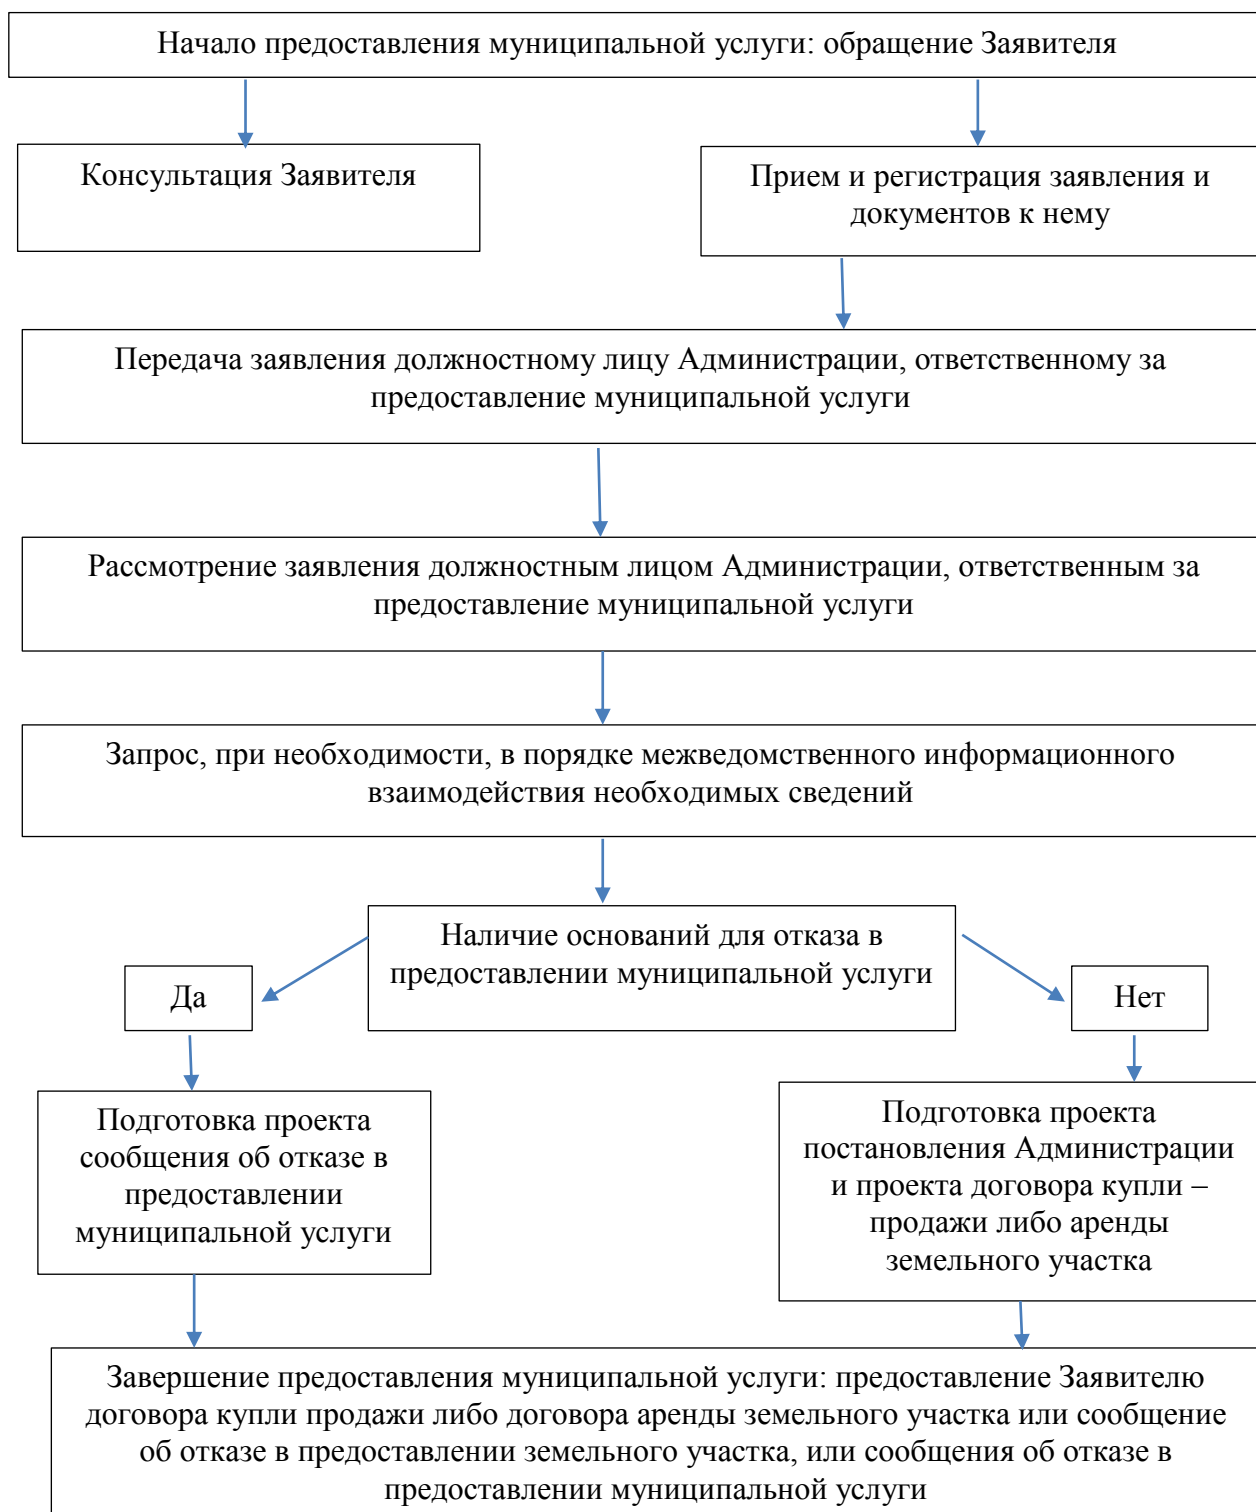 Начало предоставления муниципальной услуги: обращение Заявителя
Консультация Заявителя
Прием и регистрация заявления и
документов к нему
Передача заявления должностному лицу Администрации, ответственному за
предоставление муниципальной услуги
Рассмотрение заявления должностным лицом Администрации, ответственным за
предоставление муниципальной услуги
Запрос, при необходимости, в порядке межведомственного информационного
взаимодействия необходимых сведений
Наличие оснований для отказа в
предоставлении муниципальной услуги
Да
Нет
Подготовка проекта
сообщения об отказе в
предоставлении
муниципальной услуги
Подготовка проекта
постановления Администрации
и проекта договора купли –
продажи либо аренды
земельного участка
Завершение предоставления муниципальной услуги: предоставление Заявителю
договора купли продажи либо договора аренды земельного участка или сообщение
об отказе в предоставлении земельного участка, или сообщения об отказе в
предоставлении муниципальной услуги